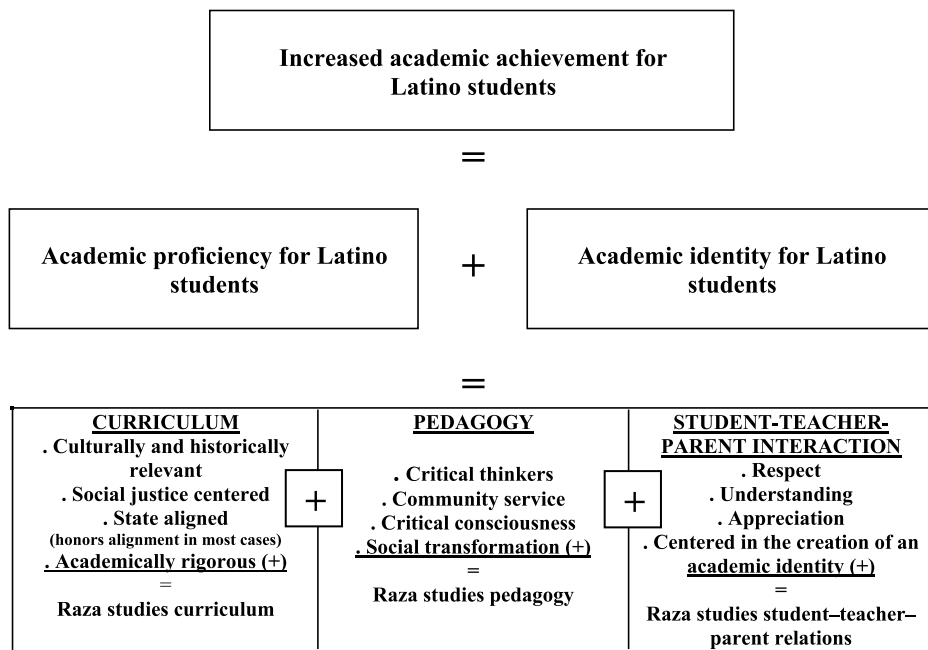 Increased academic achievement for
Latino students
=
Academic proficiency for Latino
students
+
Academic identity for Latino
students
=
CURRICULUM
. Culturally and historically
relevant
. Social justice centered
. State aligned
(honors alignment in most cases)
. Academically rigorous (+)
=
Raza studies curriculum
+
PEDAGOGY
. Critical thinkers
. Community service
. Critical consciousness
. Social transformation (+)
=
Raza studies pedagogy
+
STUDENT-TEACHER-
PARENT INTERACTION
. Respect
. Understanding
. Appreciation
. Centered in the creation of an
academic identity (+)
=
Raza studies student–teacher–
parent relations